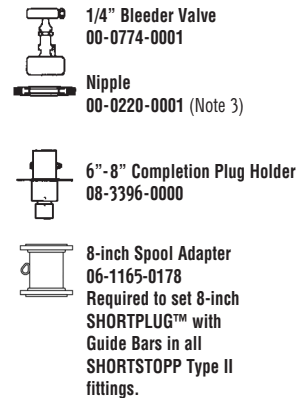 1/4” Bleeder Valve
00-0774-0001
Nipple
00-0220-0001 (Note 3)
6”-8” Completion Plug Holder
08-3396-0000
8-inch Spool Adapter
06-1165-0178
Required to set 8-inch
SHORTPLUG™ with
Guide Bars in all
SHORTSTOPP Type II
fittings.